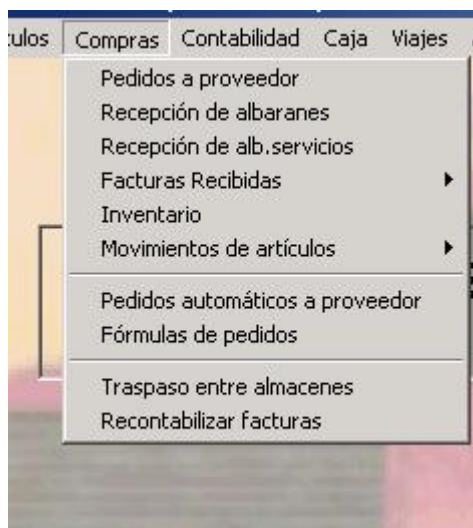 culos Compras Contabilidad Caja Viajes
Pedidos a proveedor
Recepción de albaranes
Recepción de alb.servicios
Facturas Recibidas
Inventario
Movimientos de artículos
Pedidos automáticos a proveedor
Fórmulas de pedidos
Traspaso entre almacenes
Recontabilizar facturas